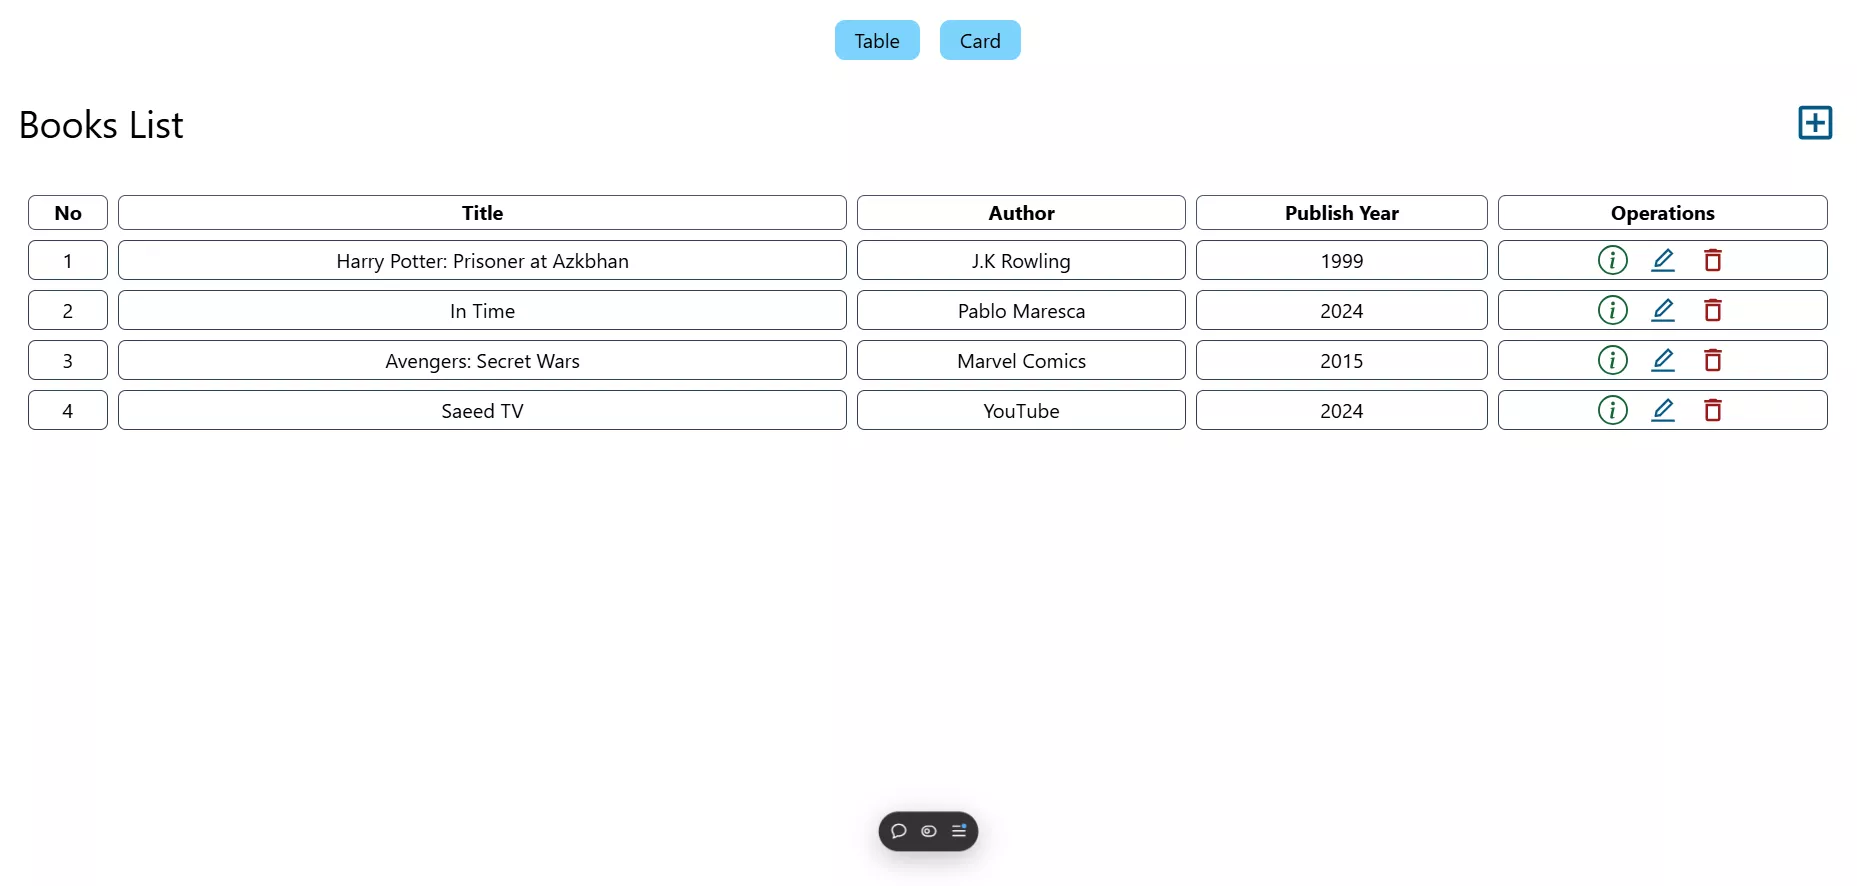 Table Card
Books List
No Title Author Publish Year Operations
1 Harry Potter: Prisoner at Azkbhan J.K Rowling 1999
2 In Time Pablo Maresca 2024
3 Avengers: Secret Wars Marvel Comics 2015
4 Saeed TV YouTube 2024